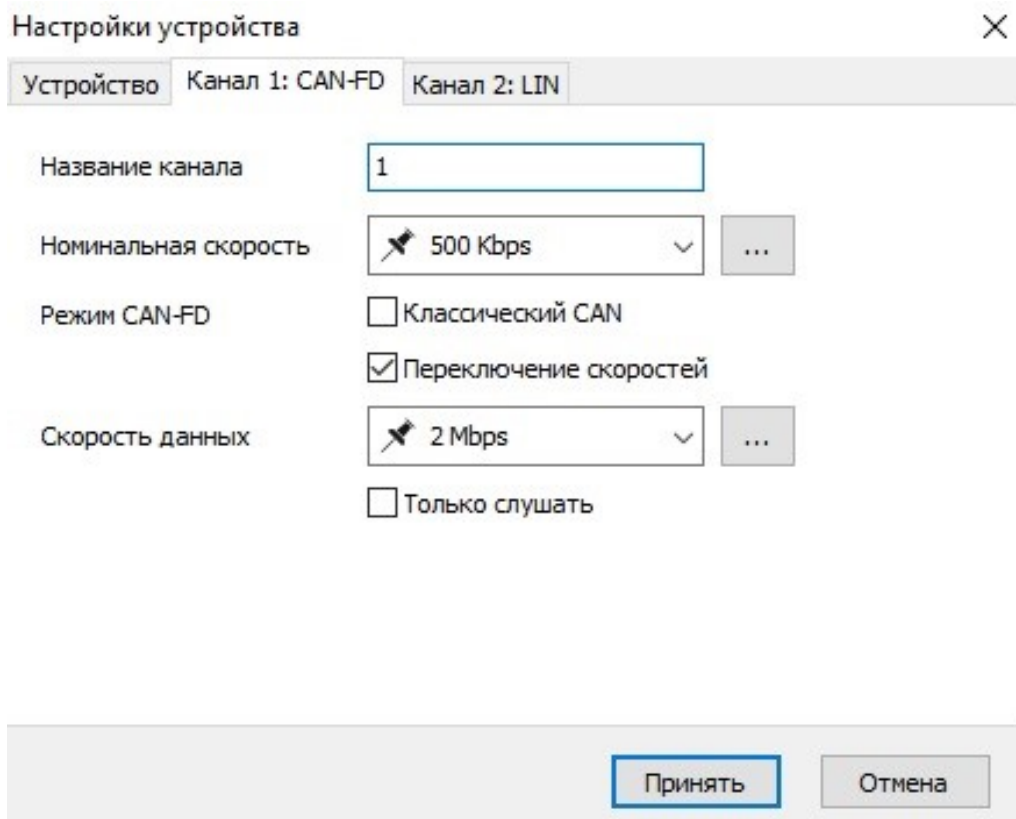 Настройки устройства
Устройство Канал 1: CAN-FD Канал 2: LIN
Название канала 1
Номинальная скорость 500 Kbps ...
Режим CAN-FD Классический CAN
Переключение скоростей
Скорость данных 2 Mbps ...
Только слушать
Принять Отмена